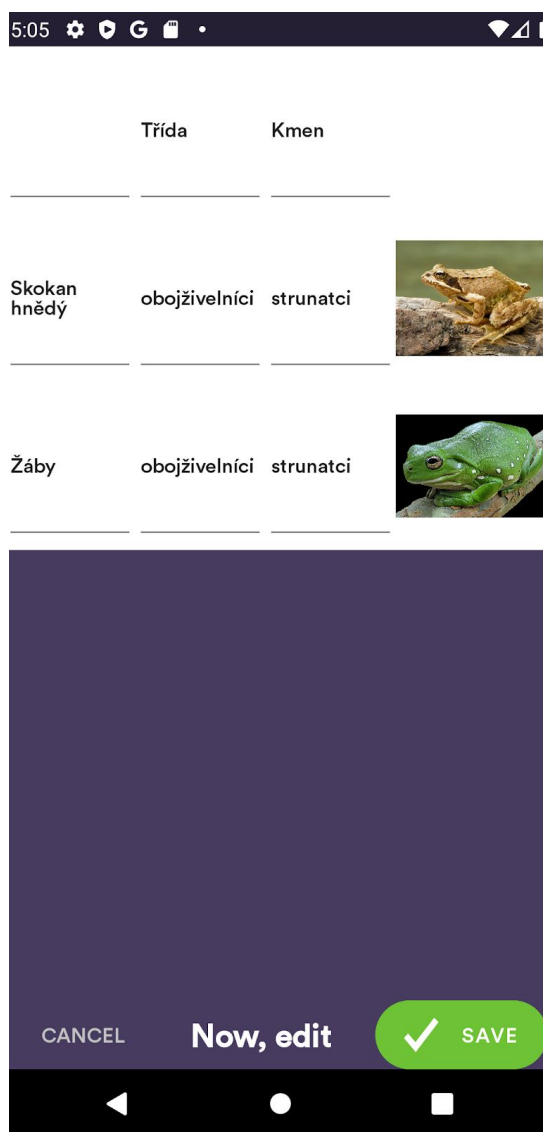 5:05
Třída Kmen
Skokan
hnědý obojživelníci strunatci
Žáby obojživelníci strunatci
CANCEL Now, edit SAVE